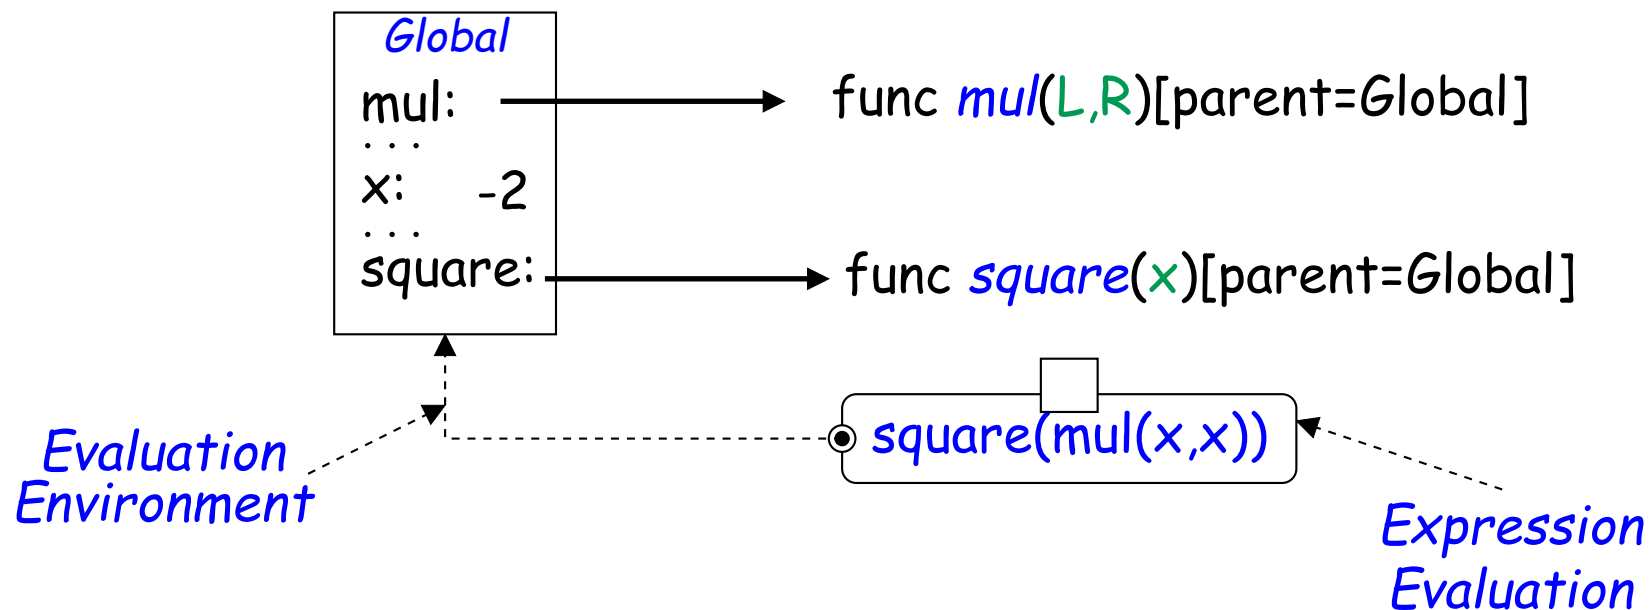 Global
mul:
func mul(L,R)[parent=Global]
. . .
x: -2
. . .
square:
func square(x)[parent=Global]
square(mul(x,x))
Evaluation
Environment
Expression
Evaluation